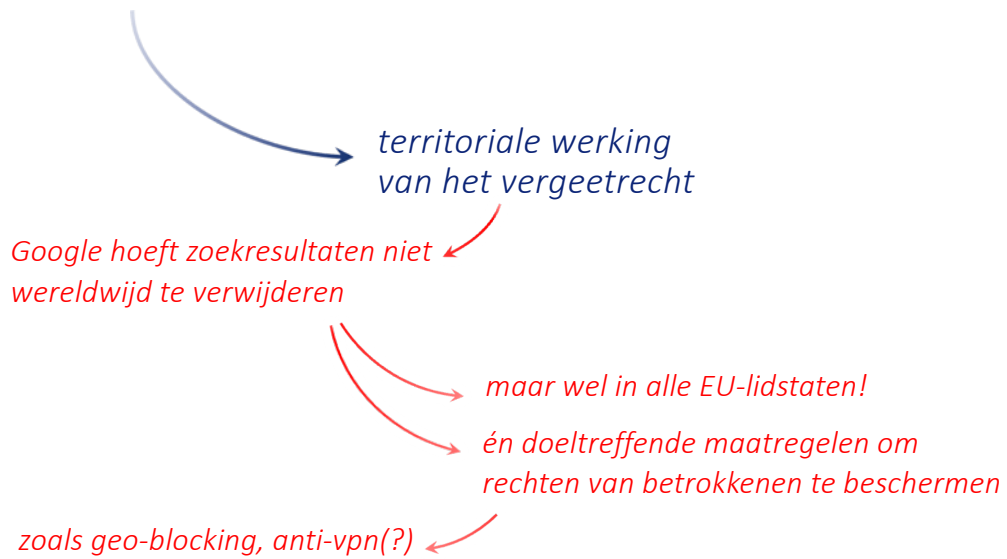 territoriale werking
van het vergeetrecht
Google hoeft zoekresultaten niet
wereldwijd te verwijderen
maar wel in alle EU-lidstaten!
én doeltreffende maatregelen om
rechten van betrokkenen te beschermen
zoals geo-blocking, anti-vpn(?)